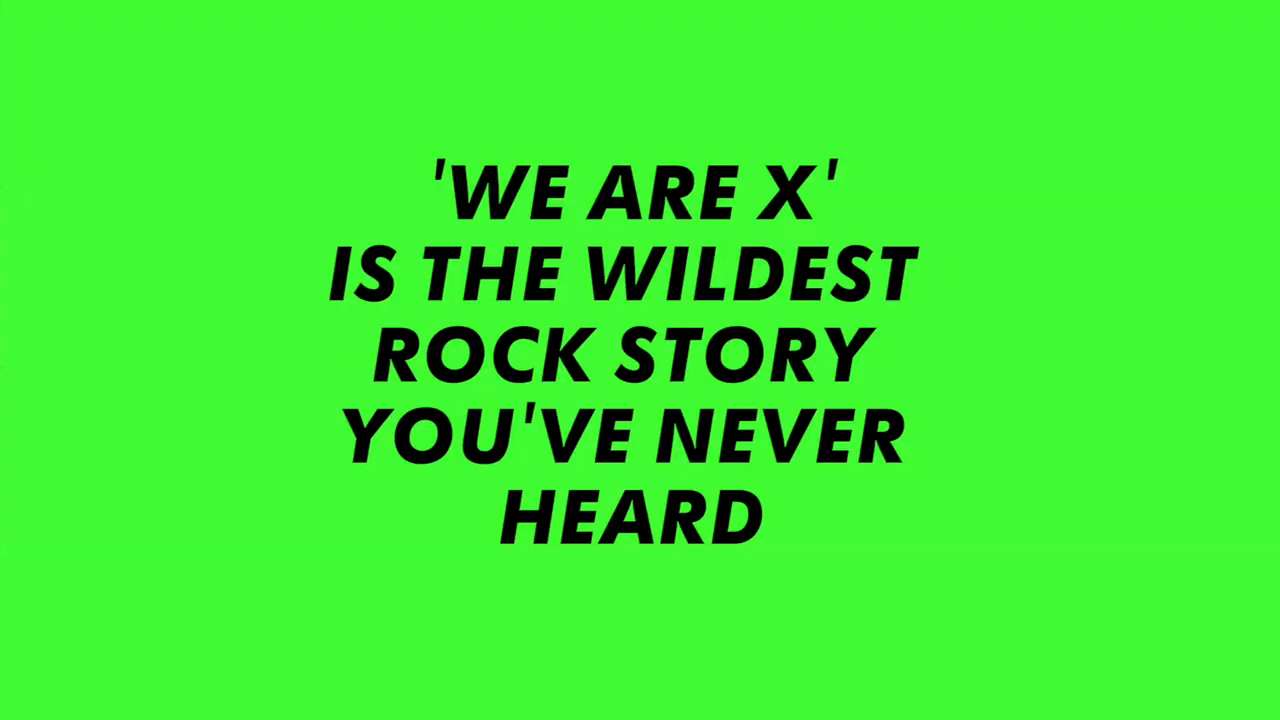 'WE ARE X'
IS THE WILDEST
ROCK STORY
YOU'VE NEVER
HEARD